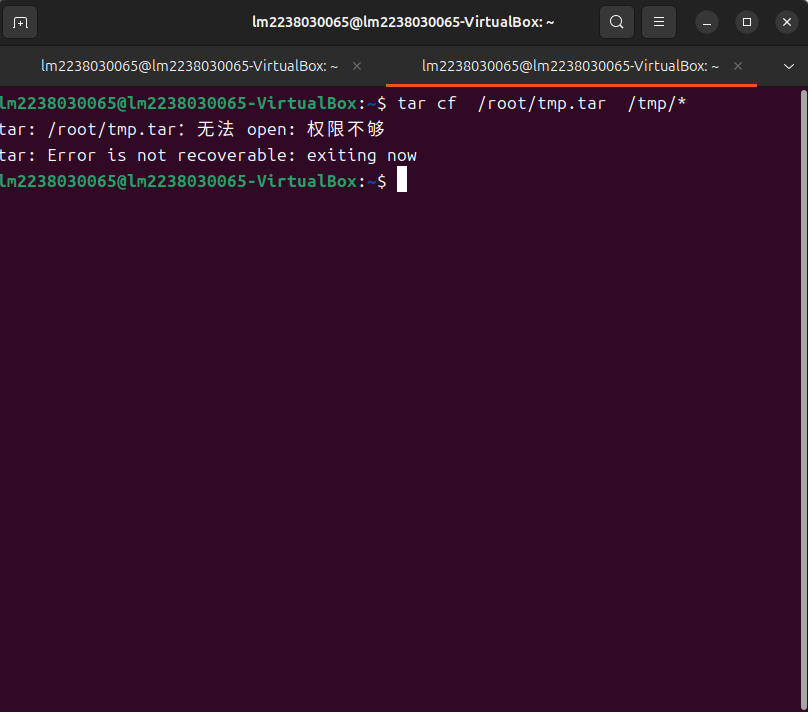 lm2238030065@lm2238030065-VirtualBox: ~
lm2238030065@lm2238030065-VirtualBox: ~
lm2238030065@lm2238030065-VirtualBox: ~
lm2238030065@lm2238030065-VirtualBox:~$ tar cf  /root/tmp.tar  /tmp/*
tar: /root/tmp.tar：无法 open: 权限不够
tar: Error is not recoverable: exiting now
lm2238030065@lm2238030065-VirtualBox:~$